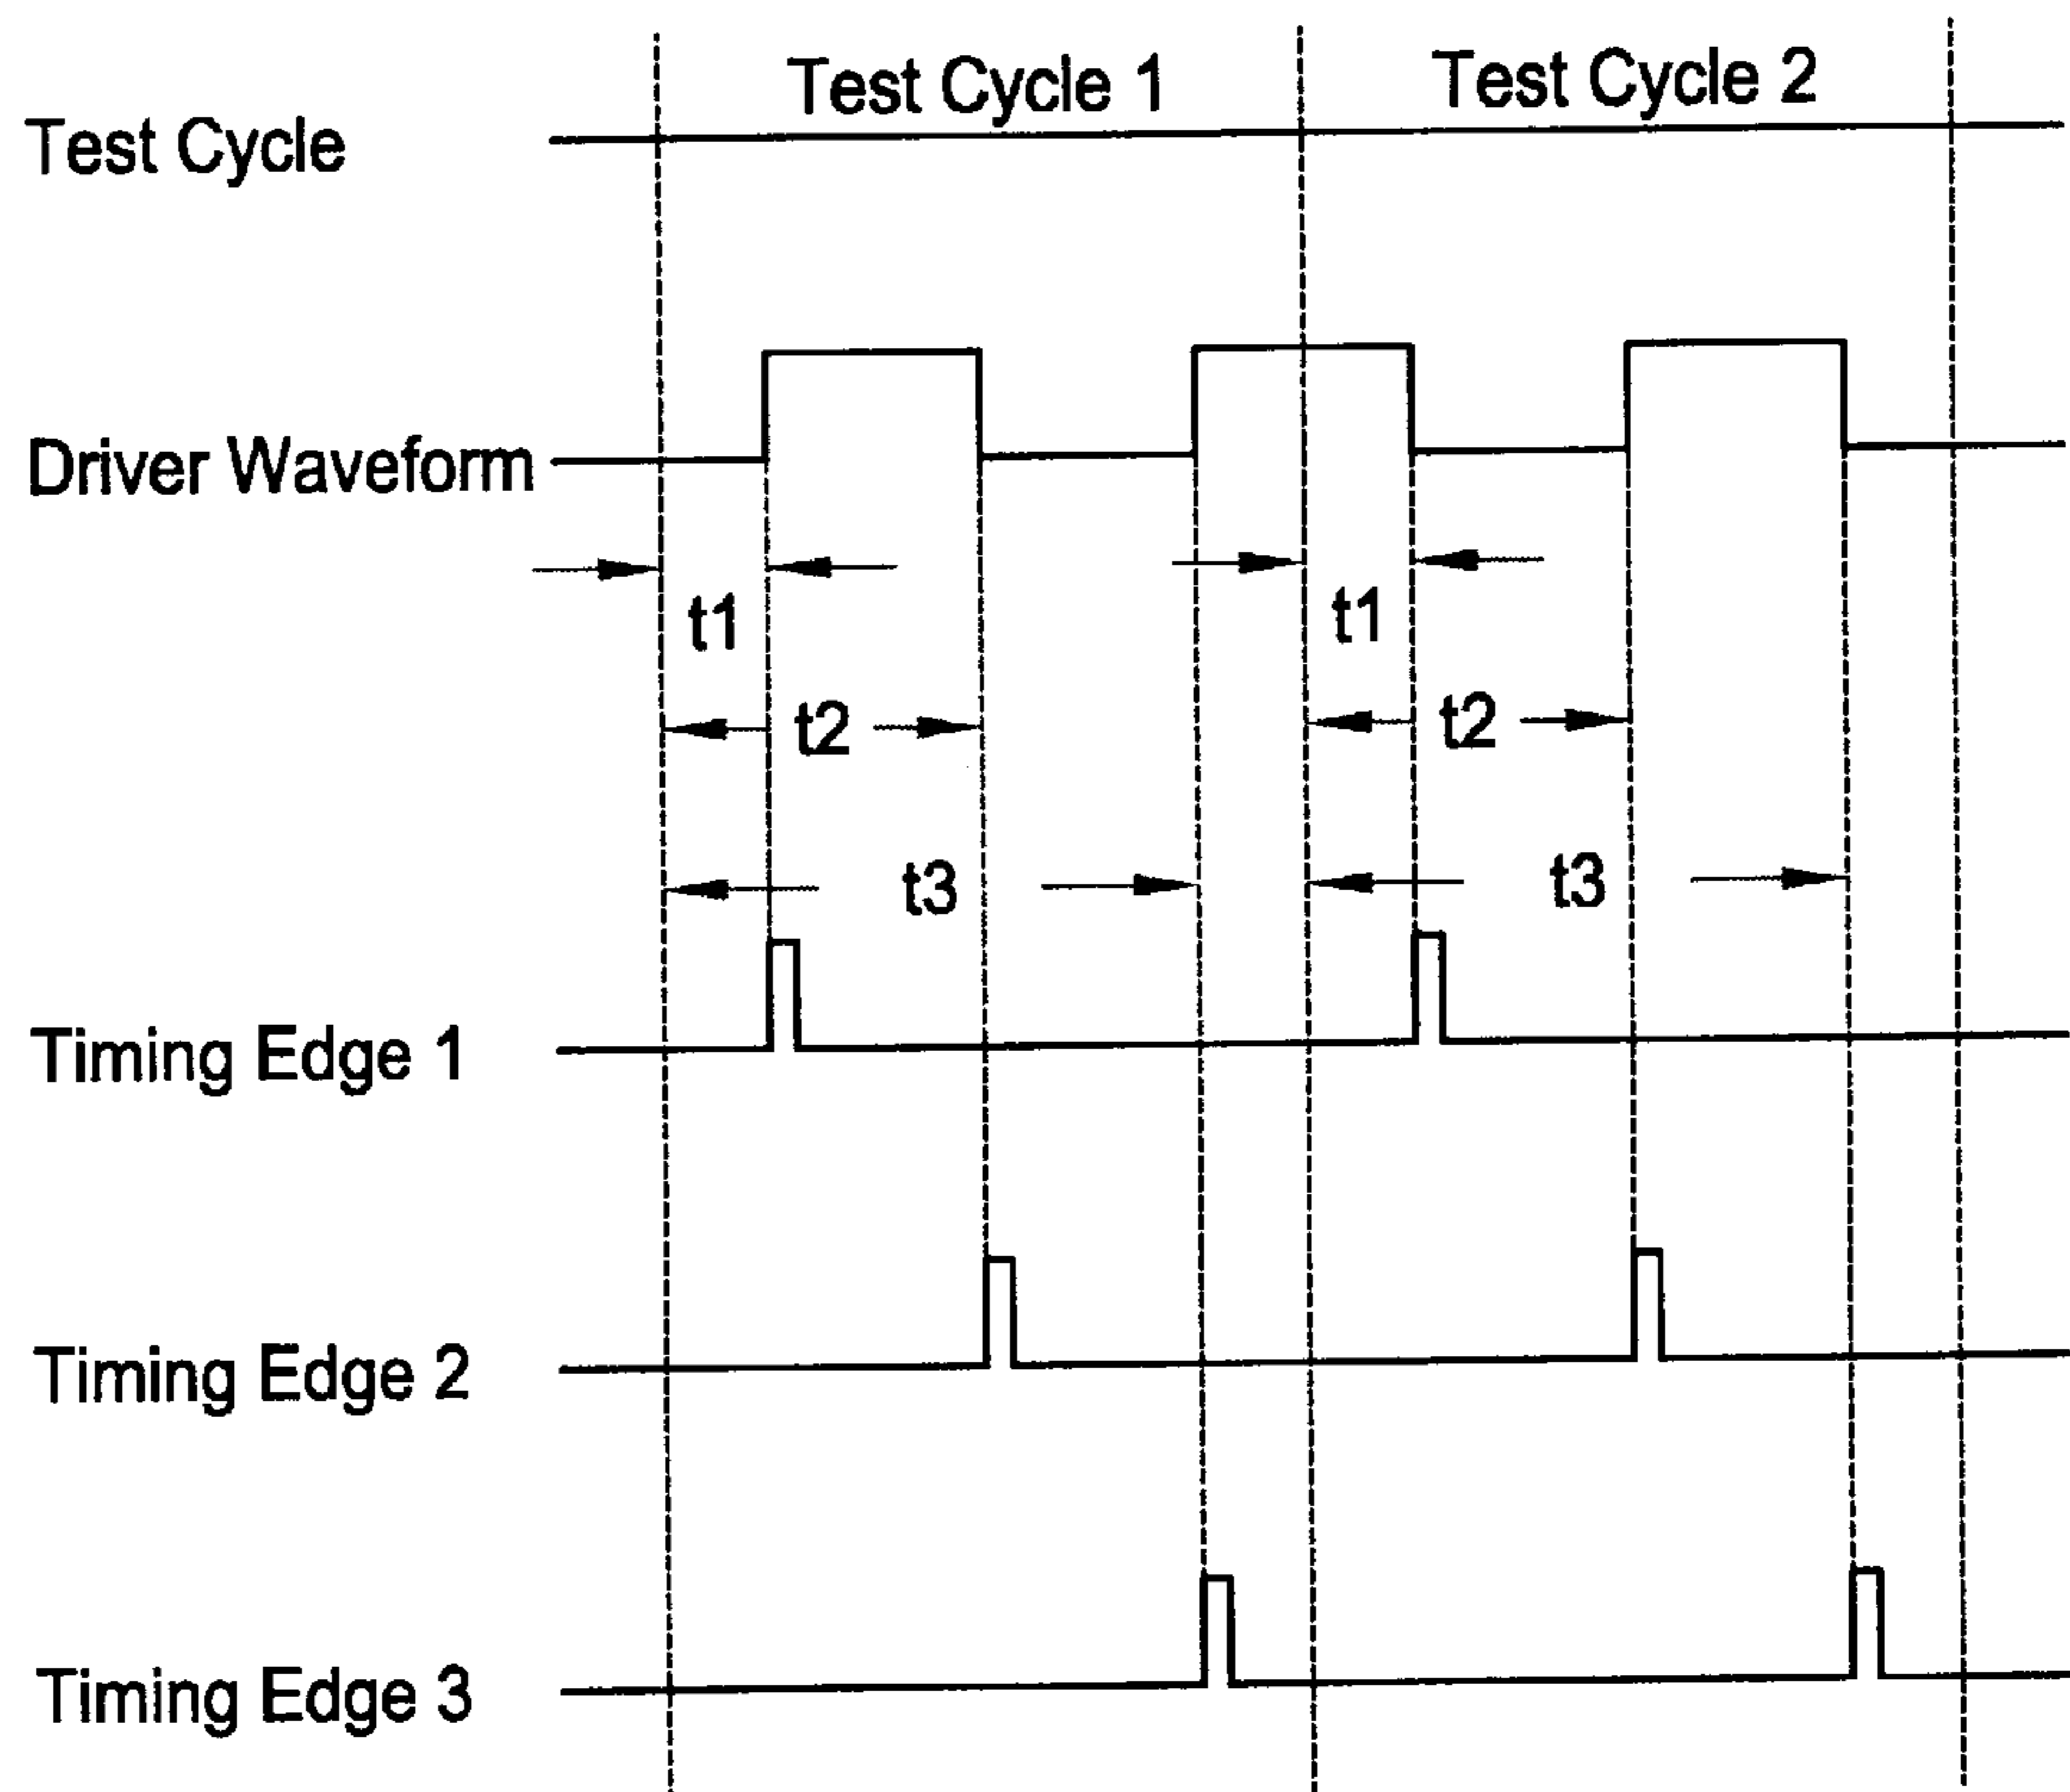 Test Cycle 1
Test Cycle 2
Test Cycle
Driver Waveform
t1
t1
t2
t2
t3
t3
Timing Edge 1
Timing Edge 2
Timing Edge 3